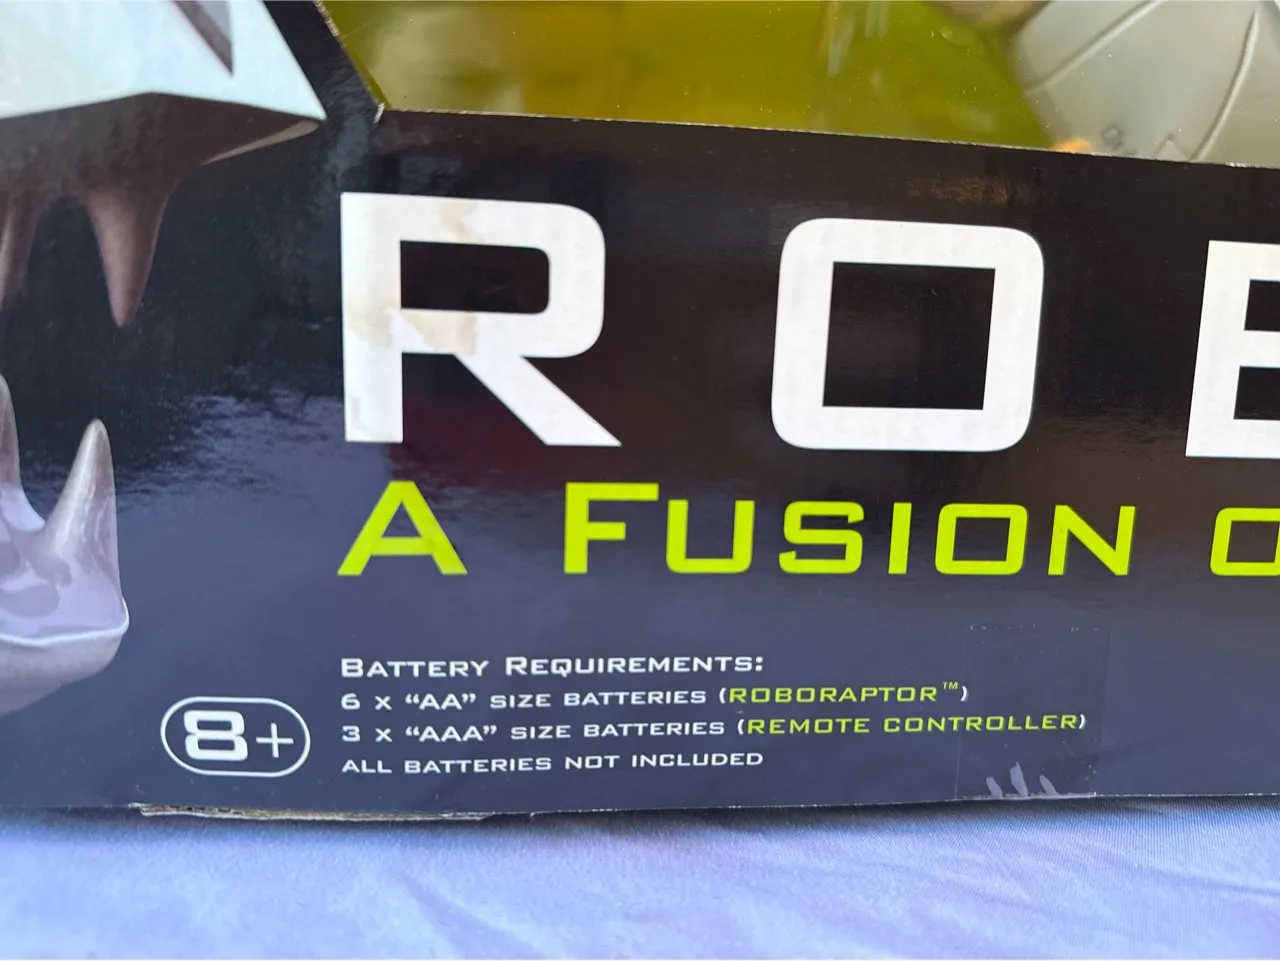 ROB
A FUSION O
BATTERY REQUIREMENTS:
6 x “AA” SIZE BATTERIES (ROBORAPTOR™)
3 x “AAA” SIZE BATTERIES (REMOTE CONTROLLER)
ALL BATTERIES NOT INCLUDED
8+